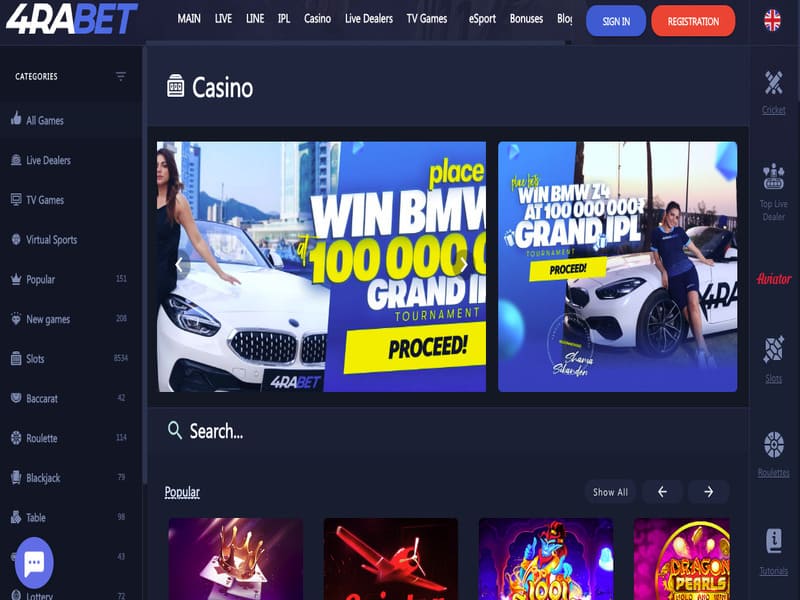 4RABET
MAIN LIVE LINE IPL Casino Live Dealers TV Games eSport Bonuses Blog
SIGN IN
REGISTRATION
CATEGORIES
All Games
Live Dealers
TV Games
Virtual Sports
Popular 151
New games 208
Slots 8534
Baccarat 42
Roulette 114
Blackjack 79
Table 98
43
Lottery 72
Casino
place
WIN BMW
at 100 000 0
GRAND I
TOURNAMENT
PROCEED!
4RABET
place bets
WIN BMW Z4
AT 100 000 000₹
GRAND IPL
TOURNAMENT
PROCEED!
4RA
Search...
Popular
Show All
1001
DRAGON
PEARLS
HOLD AND WIN
Cricket
Top Live
Dealer
Aviator
Slots
Roulettes
Tutorials